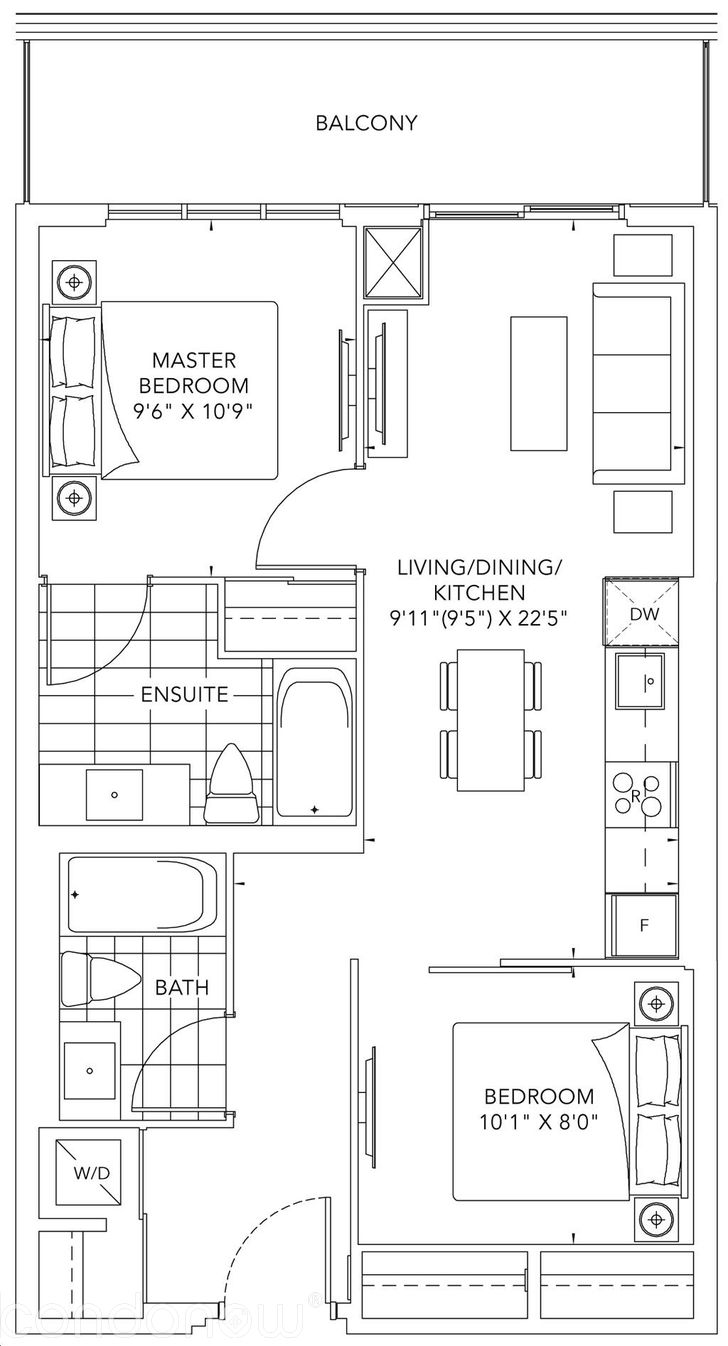 BALCONY
MASTER
BEDROOM
9'6" X 10'9"
LIVING/DINING/
KITCHEN
9'11"(9'5") X 22'5"
DW
ENSUITE
R
F
BATH
BEDROOM
10'1" X 8'0"
W/D
condonow®